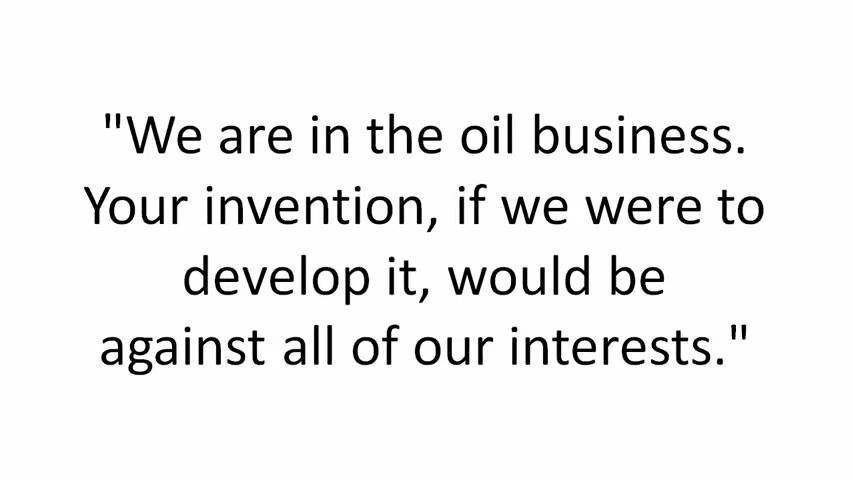 "We are in the oil business.
Your invention, if we were to
develop it, would be
against all of our interests."